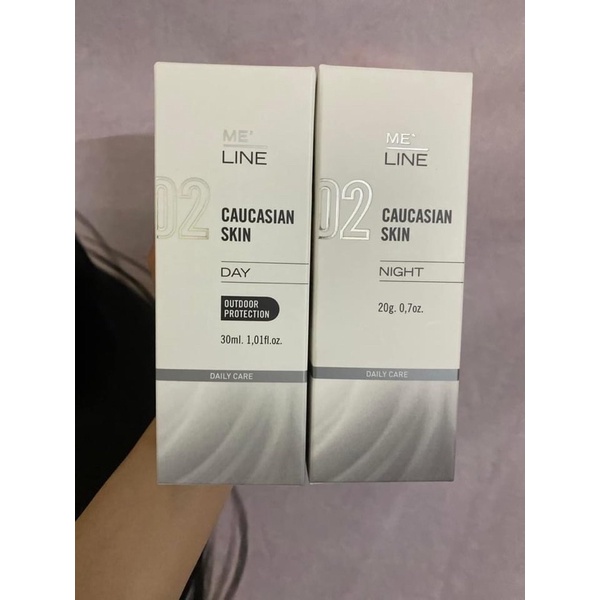 ME'
LINE
02
CAUCASIAN
SKIN
DAY
OUTDOOR
PROTECTION
30ml. 1,01fl.oz.
DAILY CARE
ME'
LINE
02
CAUCASIAN
SKIN
NIGHT
20g. 0,7oz.
DAILY CARE